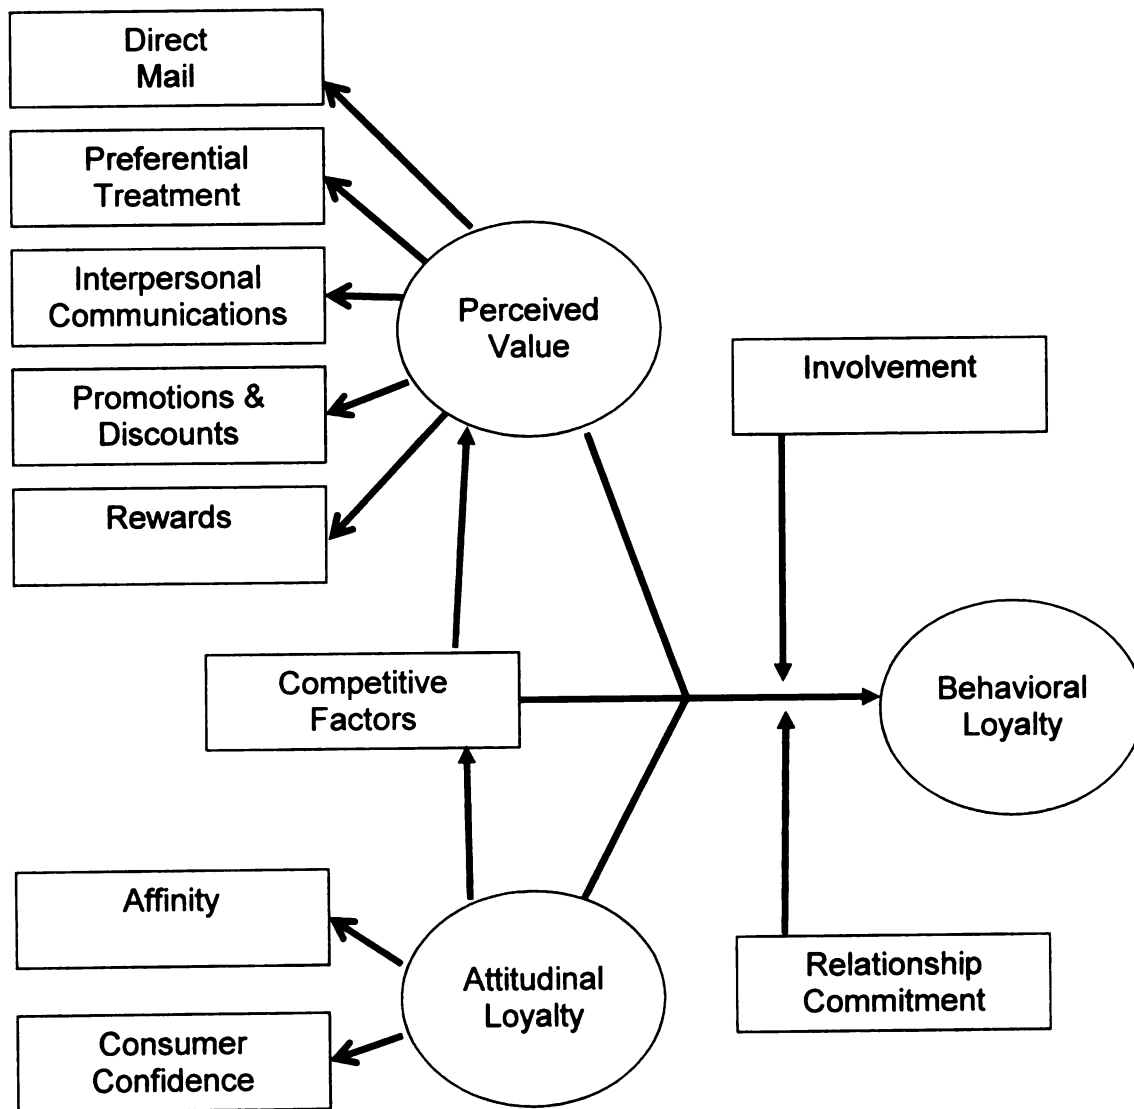 Direct
Mail
Preferential
Treatment
Interpersonal
Communications
Promotions &
Discounts
Rewards
Perceived
Value
Involvement
Competitive
Factors
Behavioral
Loyalty
Affinity
Consumer
Confidence
Attitudinal
Loyalty
Relationship
Commitment